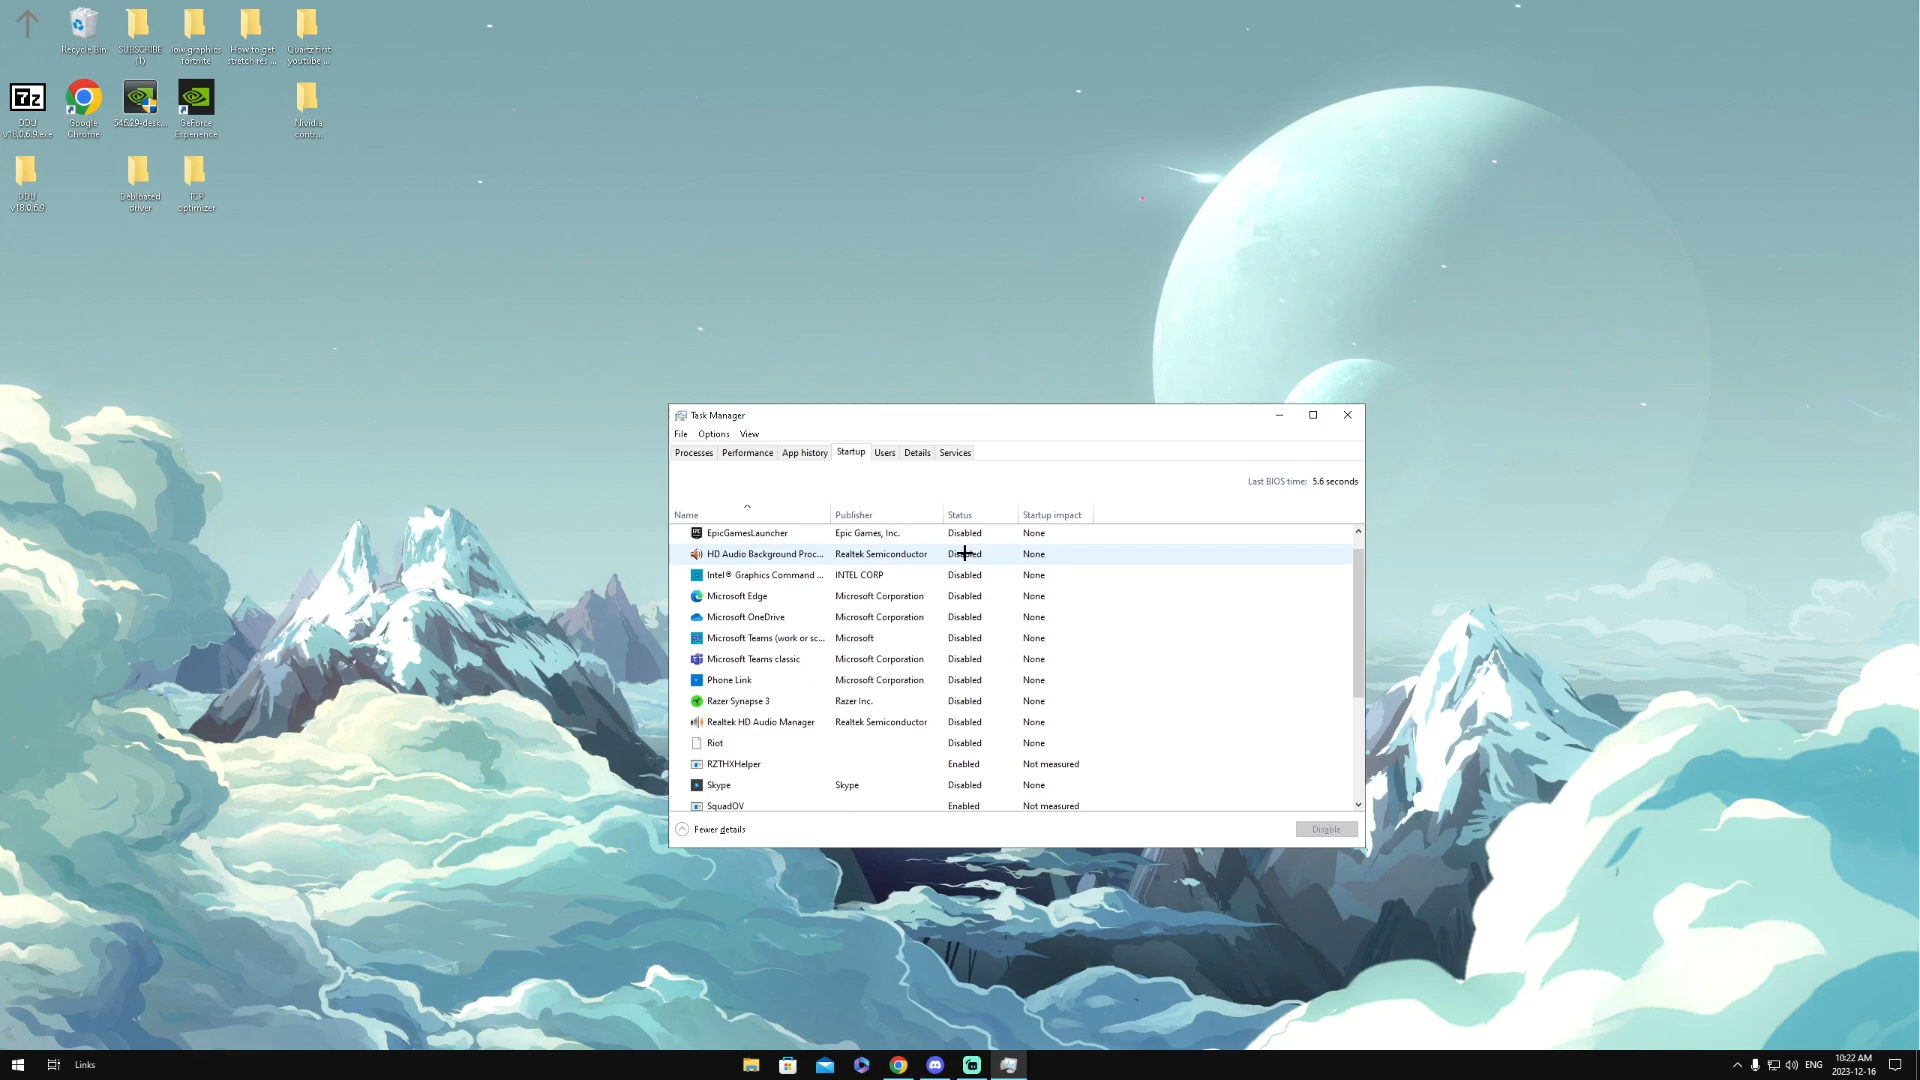 Recycle Bin
SUBSCRIBE
(1)
low graphics
fortnite
How to get
stretch res ...
Quartz first
youtube ...
7z
DDU
v18.0.6.9.exe
Google
Chrome
546.29-desk...
GeForce
Experience
Nividia
contr...
DDU
v18.0.6.9
Debloated
driver
TCP
optimizer
Task Manager
File Options View
Processes Performance App history Startup Users Details Services
Last BIOS time: 5.6 seconds
Name Publisher Status Startup impact
EpicGamesLauncher Epic Games, Inc. Disabled None
HD Audio Background Proc... Realtek Semiconductor Disabled None
Intel® Graphics Command ... INTEL CORP Disabled None
Microsoft Edge Microsoft Corporation Disabled None
Microsoft OneDrive Microsoft Corporation Disabled None
Microsoft Teams (work or sc... Microsoft Disabled None
Microsoft Teams classic Microsoft Corporation Disabled None
Phone Link Microsoft Corporation Disabled None
Razer Synapse 3 Razer Inc. Disabled None
Realtek HD Audio Manager Realtek Semiconductor Disabled None
Riot Disabled None
RZTHXHelper Enabled Not measured
Skype Skype Disabled None
SquadOV Enabled Not measured
Fewer details Disable
Links
ENG
10:22 AM
2023-12-16